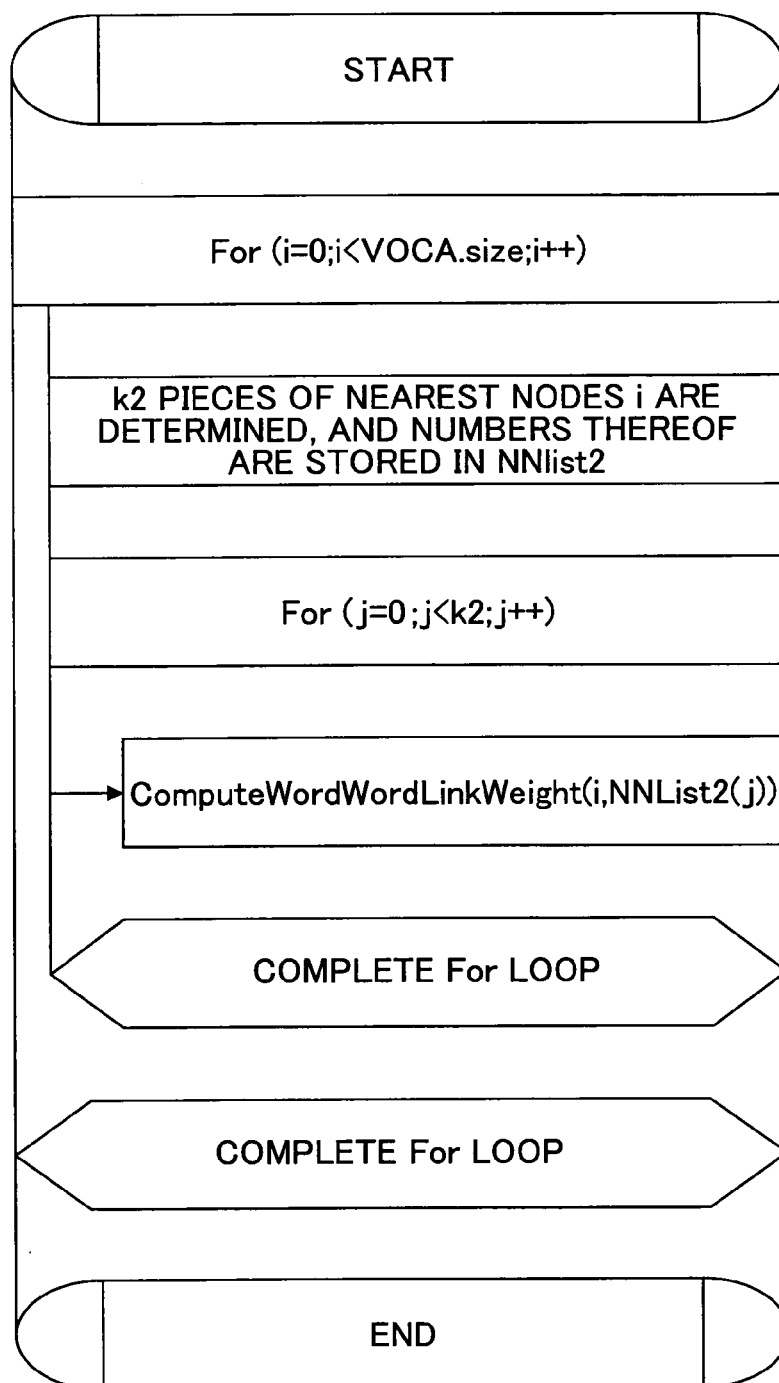 START
For (i=0;i<VOCA.size;i++)
k2 PIECES OF NEAREST NODES i ARE
DETERMINED, AND NUMBERS THEREOF
ARE STORED IN NNlist2
For (j=0;j<k2;j++)
ComputeWordWordLinkWeight(i,NNList2(j))
COMPLETE For LOOP
COMPLETE For LOOP
END